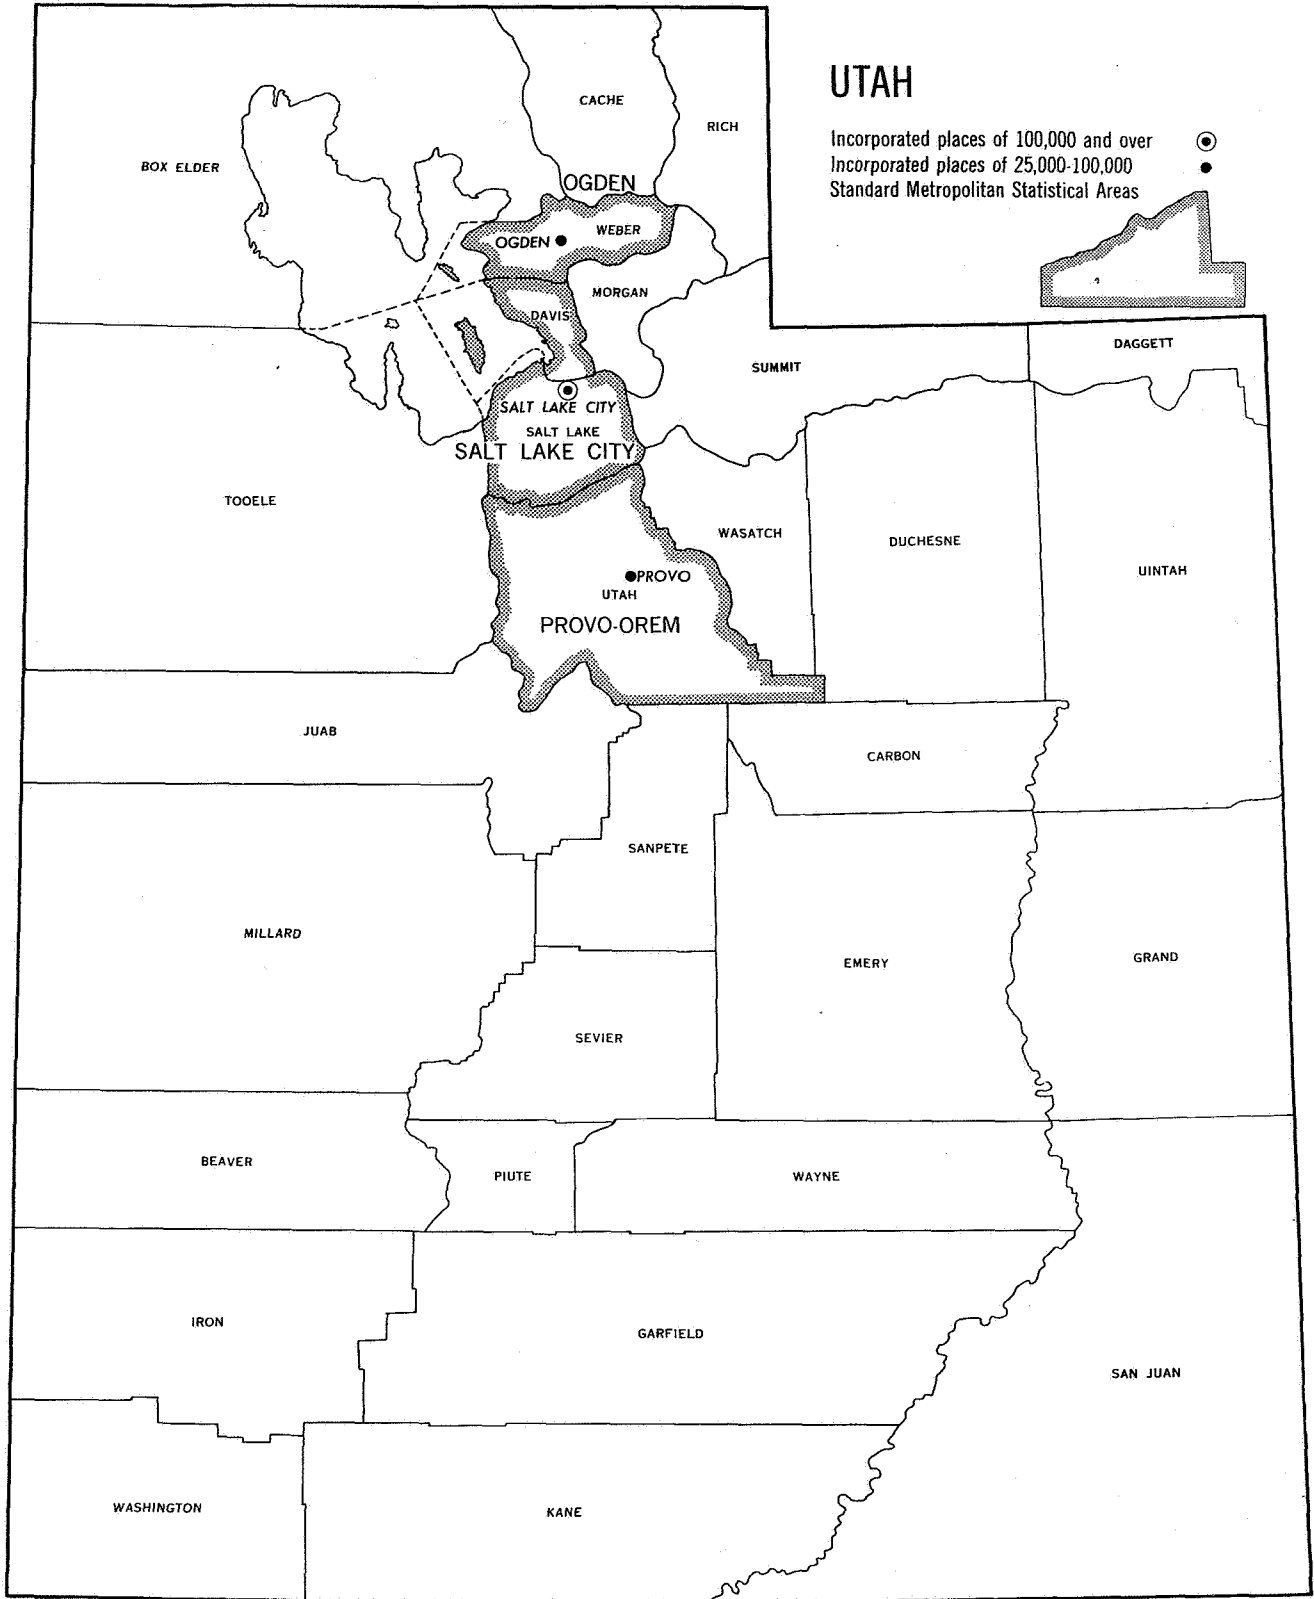 UTAH
Incorporated places of 100,000 and over
Incorporated places of 25,000-100,000
Standard Metropolitan Statistical Areas
CACHE
RICH
BOX ELDER
OGDEN
WEBER
OGDEN
MORGAN
DAVIS
DAGGETT
SUMMIT
SALT LAKE CITY
SALT LAKE
SALT LAKE CITY
TOOELE
WASATCH
DUCHESNE
UINTAH
PROVO
UTAH
PROVO-OREM
JUAB
CARBON
SANPETE
MILLARD
EMERY
GRAND
SEVIER
BEAVER
PIUTE
WAYNE
IRON
GARFIELD
SAN JUAN
WASHINGTON
KANE